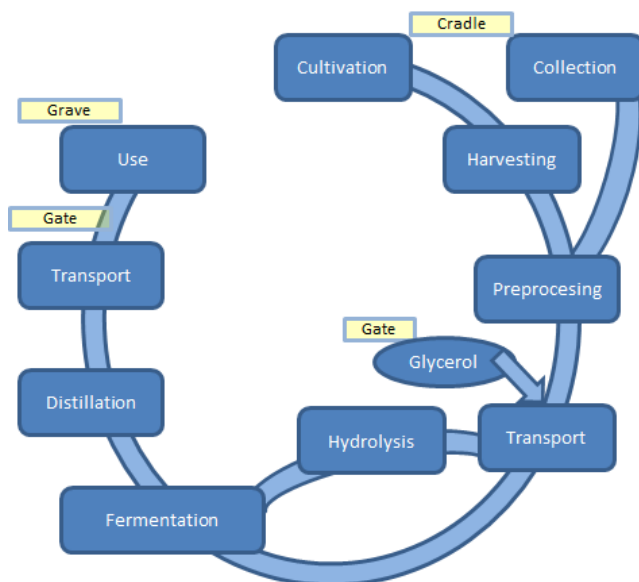 Cradle
Cultivation
Collection
Grave
Use
Harvesting
Gate
Transport
Preprocesing
Gate
Glycerol
Distillation
Transport
Hydrolysis
Fermentation